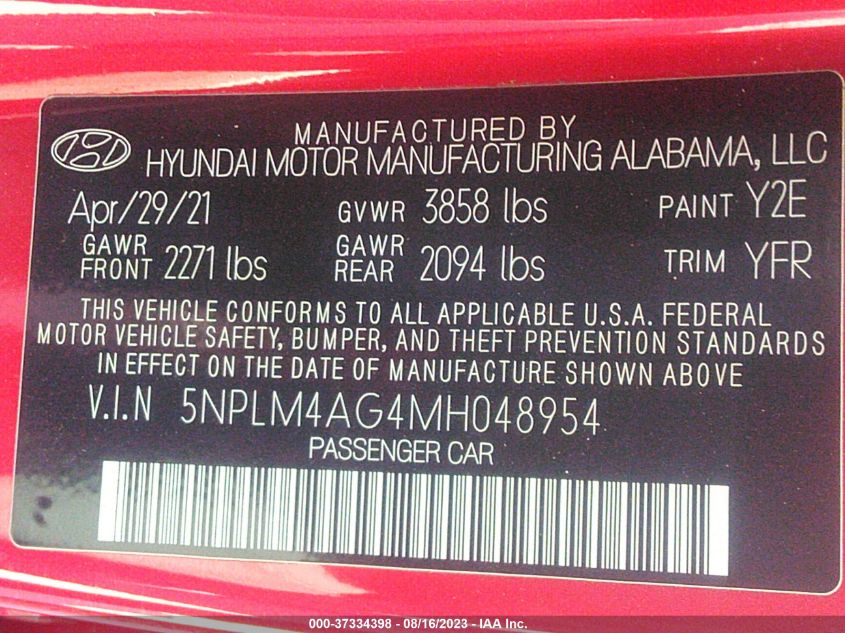 MANUFACTURED BY
HYUNDAI MOTOR MANUFACTURING ALABAMA, LLC
Apr/29/21 GVWR 3858 lbs PAINT Y2E
GAWR FRONT 2271 lbs GAWR REAR 2094 lbs TRIM YFR
THIS VEHICLE CONFORMS TO ALL APPLICABLE U.S.A. FEDERAL
MOTOR VEHICLE SAFETY, BUMPER, AND THEFT PREVENTION STANDARDS
IN EFFECT ON THE DATE OF MANUFACTURE SHOWN ABOVE
V.I.N 5NPLM4AG4MH048954
PASSENGER CAR
000-37334398 - 08/16/2023 - IAA Inc.